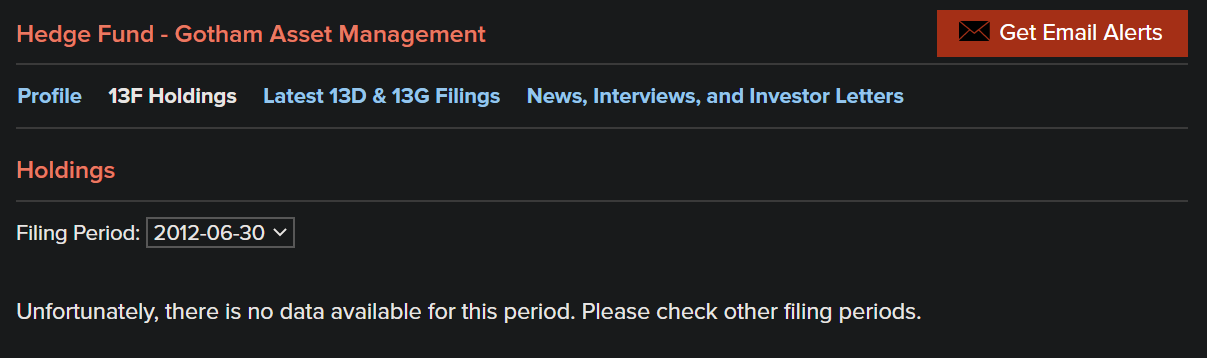 Hedge Fund - Gotham Asset Management
Get Email Alerts
Profile 13F Holdings Latest 13D & 13G Filings News, Interviews, and Investor Letters
Holdings
Filing Period: 2012-06-30
Unfortunately, there is no data available for this period. Please check other filing periods.